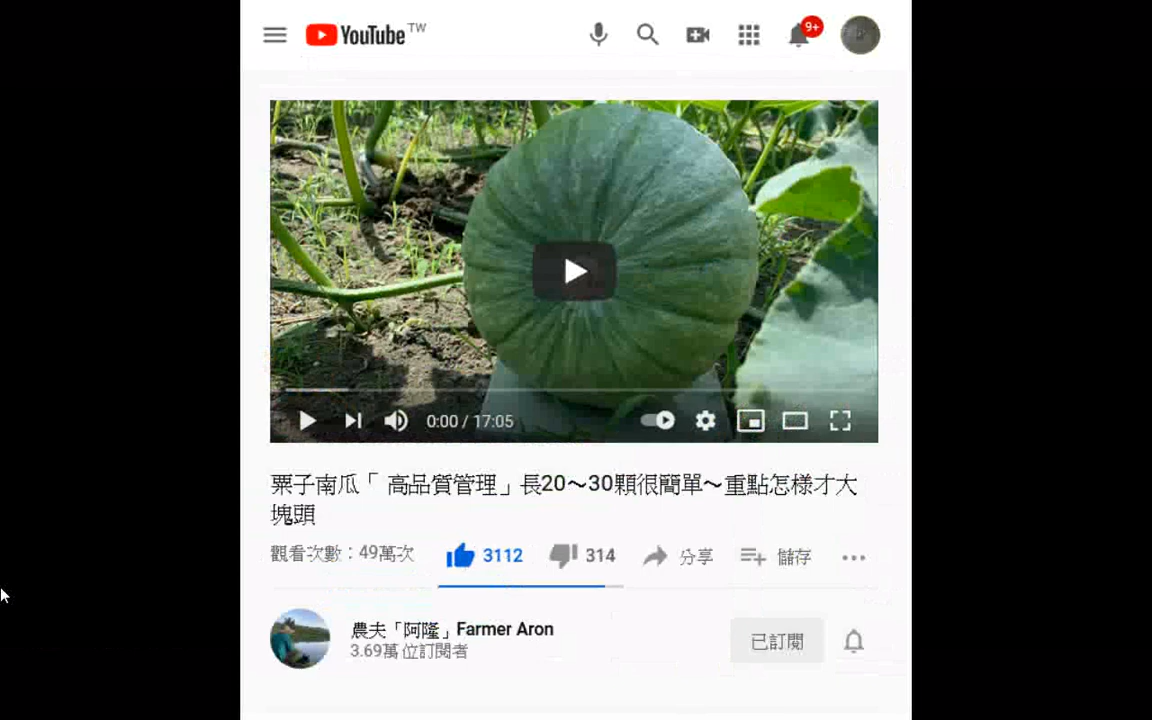 YouTube TW
9+
0:00 / 17:05
栗子南瓜「 高品質管理」長20～30顆很簡單～重點怎樣才大
塊頭
觀看次數：49萬次 3112 314 分享 儲存
農夫「阿隆」Farmer Aron
3.69萬 位訂閱者
已訂閱